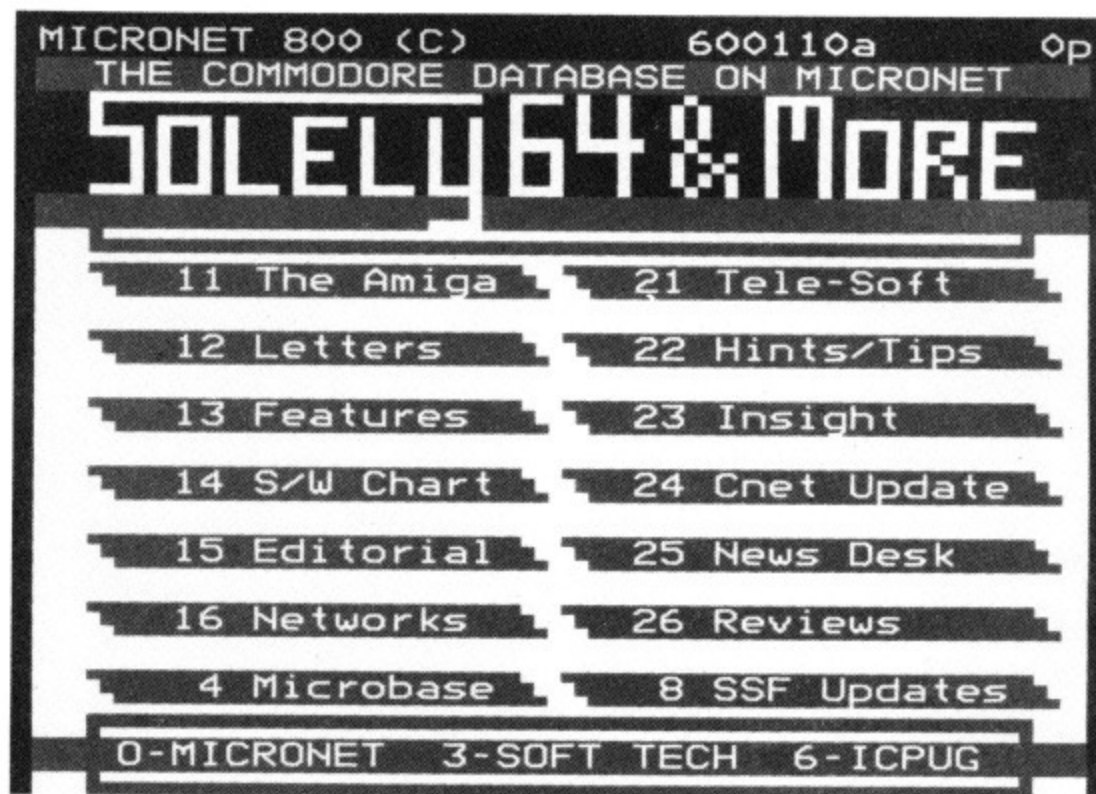 MICRONET 800 (C) 600110a 0p
THE COMMODORE DATABASE ON MICRONET
SOLELY 64 & MORE
11 The Amiga 21 Tele-Soft
12 Letters 22 Hints/Tips
13 Features 23 Insight
14 S/W Chart 24 Cnet Update
15 Editorial 25 News Desk
16 Networks 26 Reviews
4 Microbase 8 SSF Updates
0-MICRONET 3-SOFT TECH 6-ICPUG